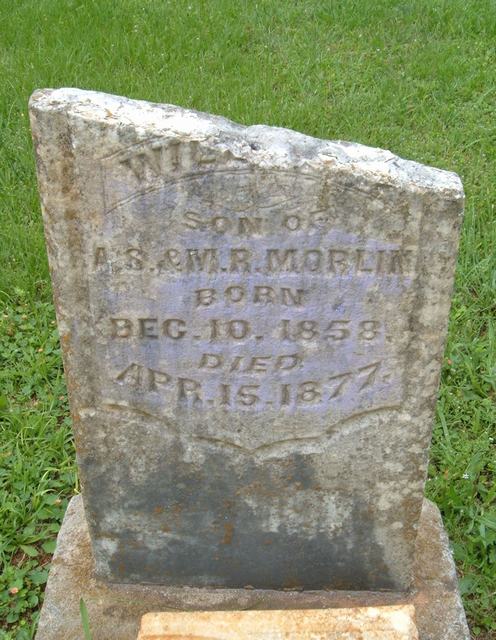 SON OF
A.S. & M.R. MORLIN
BORN
DEC. 10. 1858.
DIED
APR. 15. 1877.